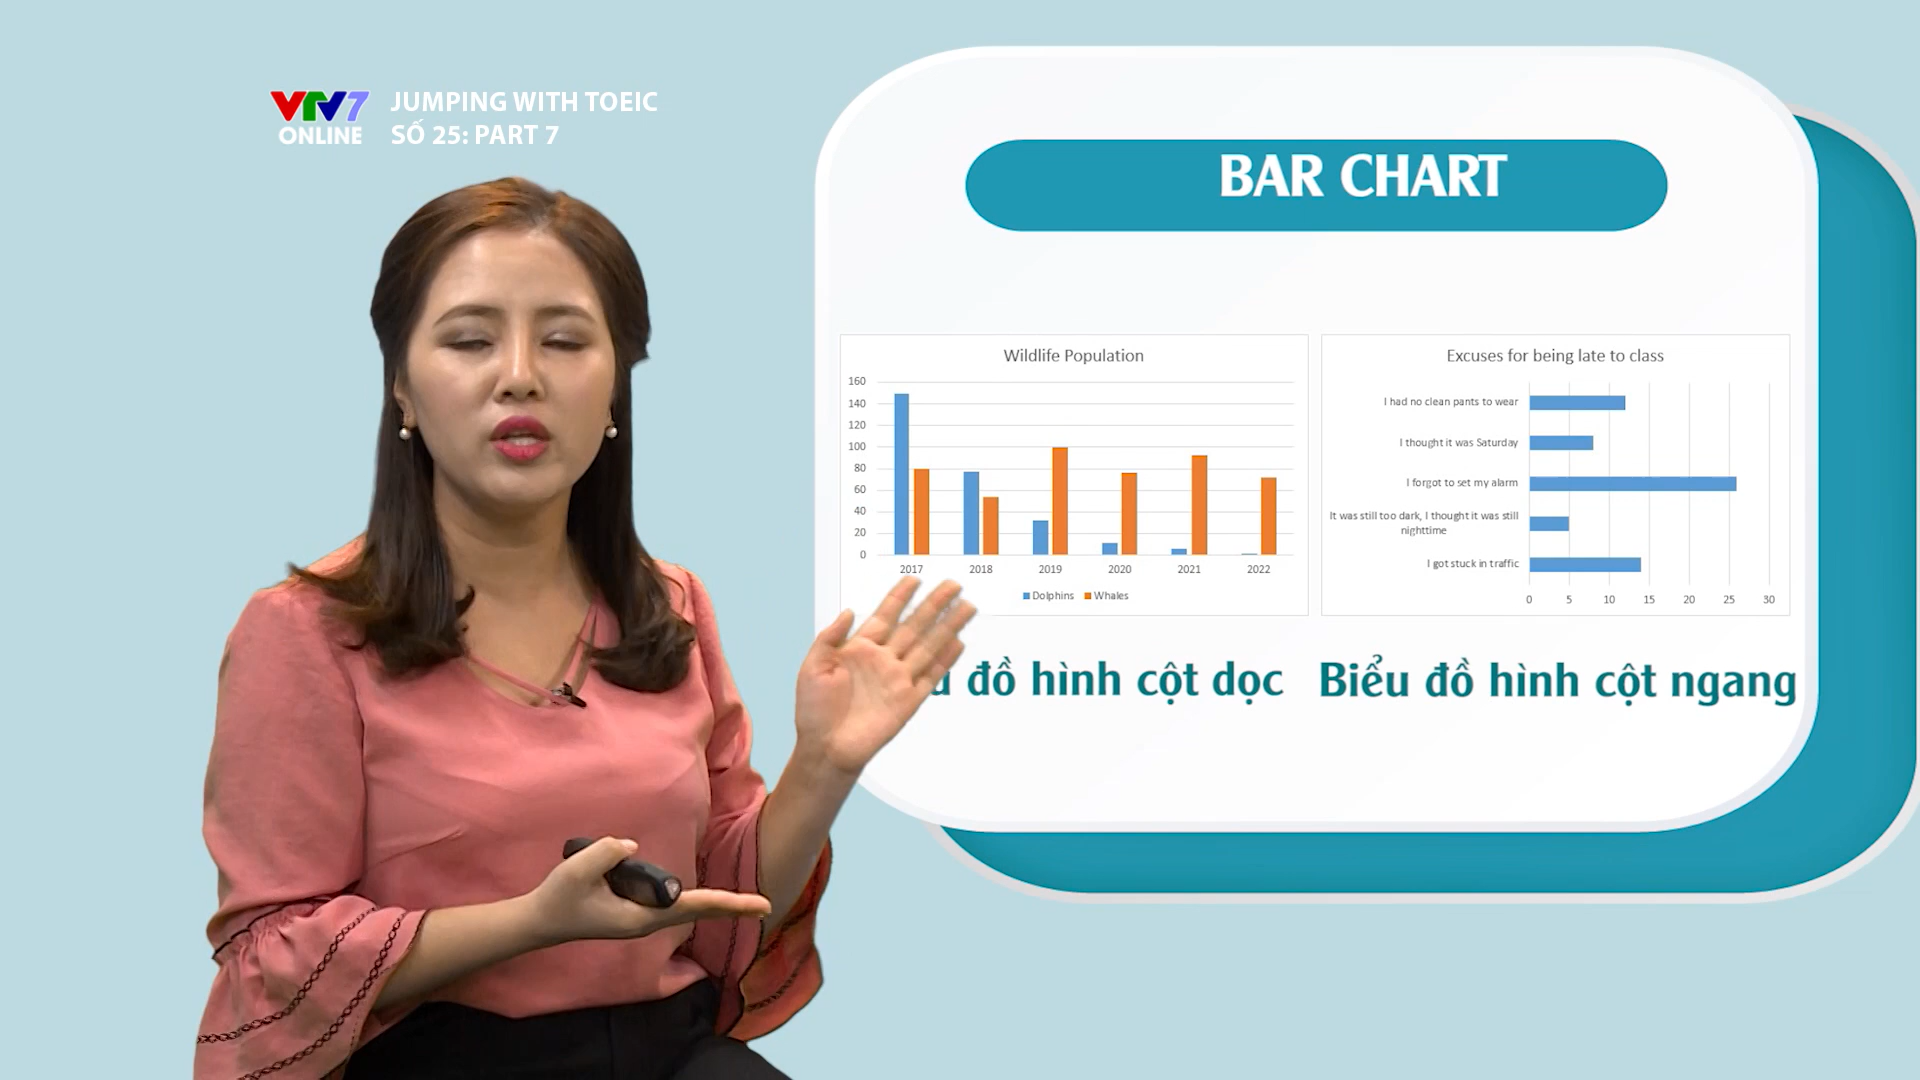 VTV7
ONLINE
JUMPING WITH TOEIC
SỐ 25: PART 7
BAR CHART
Wildlife Population
160
140
120
100
80
60
40
20
0
2017 2018 2019 2020 2021 2022
Dolphins Whales
Excuses for being late to class
I had no clean pants to wear
I thought it was Saturday
I forgot to set my alarm
It was still too dark, I thought it was still
nighttime
I got stuck in traffic
0 5 10 15 20 25 30
đồ hình cột dọc
Biểu đồ hình cột ngang